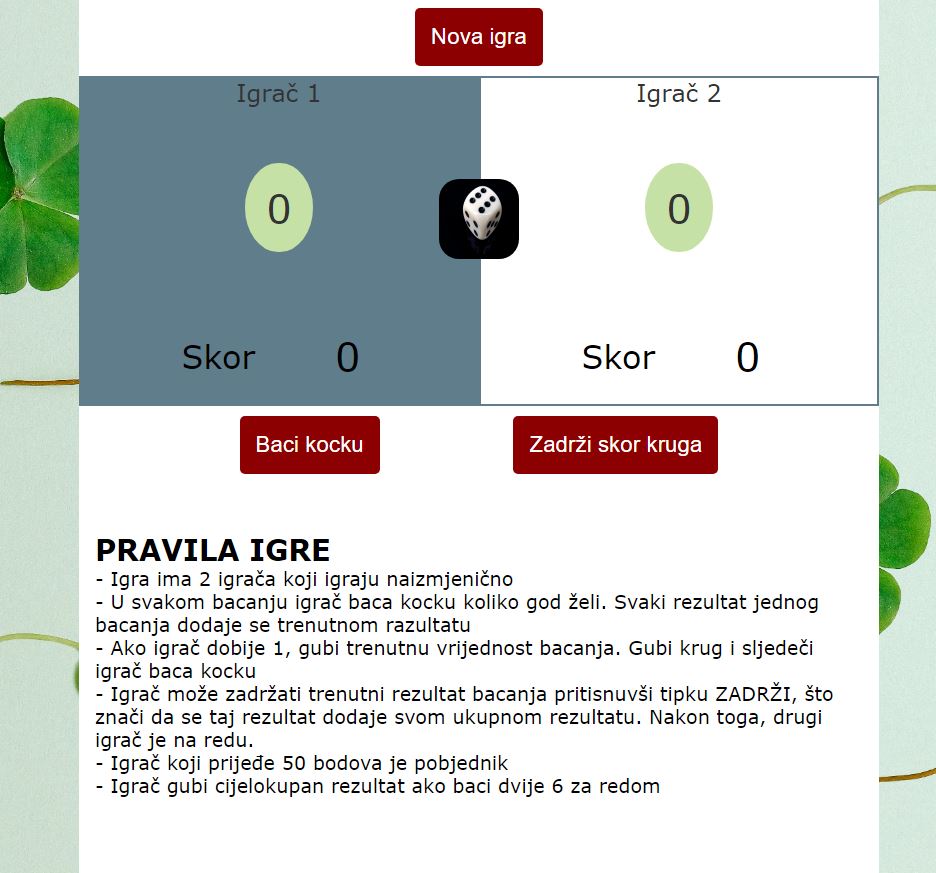 Nova igra
Igrač 1
Igrač 2
0
0
Skor 0
Skor 0
Baci kocku
Zadrži skor kruga
PRAVILA IGRE
- Igra ima 2 igrača koji igraju naizmjenično
- U svakom bacanju igrač baca kocku koliko god želi. Svaki rezultat jednog
bacanja dodaje se trenutnom razultatu
- Ako igrač dobije 1, gubi trenutnu vrijednost bacanja. Gubi krug i sljedeči
igrač baca kocku
- Igrač može zadržati trenutni rezultat bacanja pritisnuvši tipku ZADRŽI, što
znači da se taj rezultat dodaje svom ukupnom rezultatu. Nakon toga, drugi
igrač je na redu.
- Igrač koji prijeđe 50 bodova je pobjednik
- Igrač gubi cijelokupan rezultat ako baci dvije 6 za redom